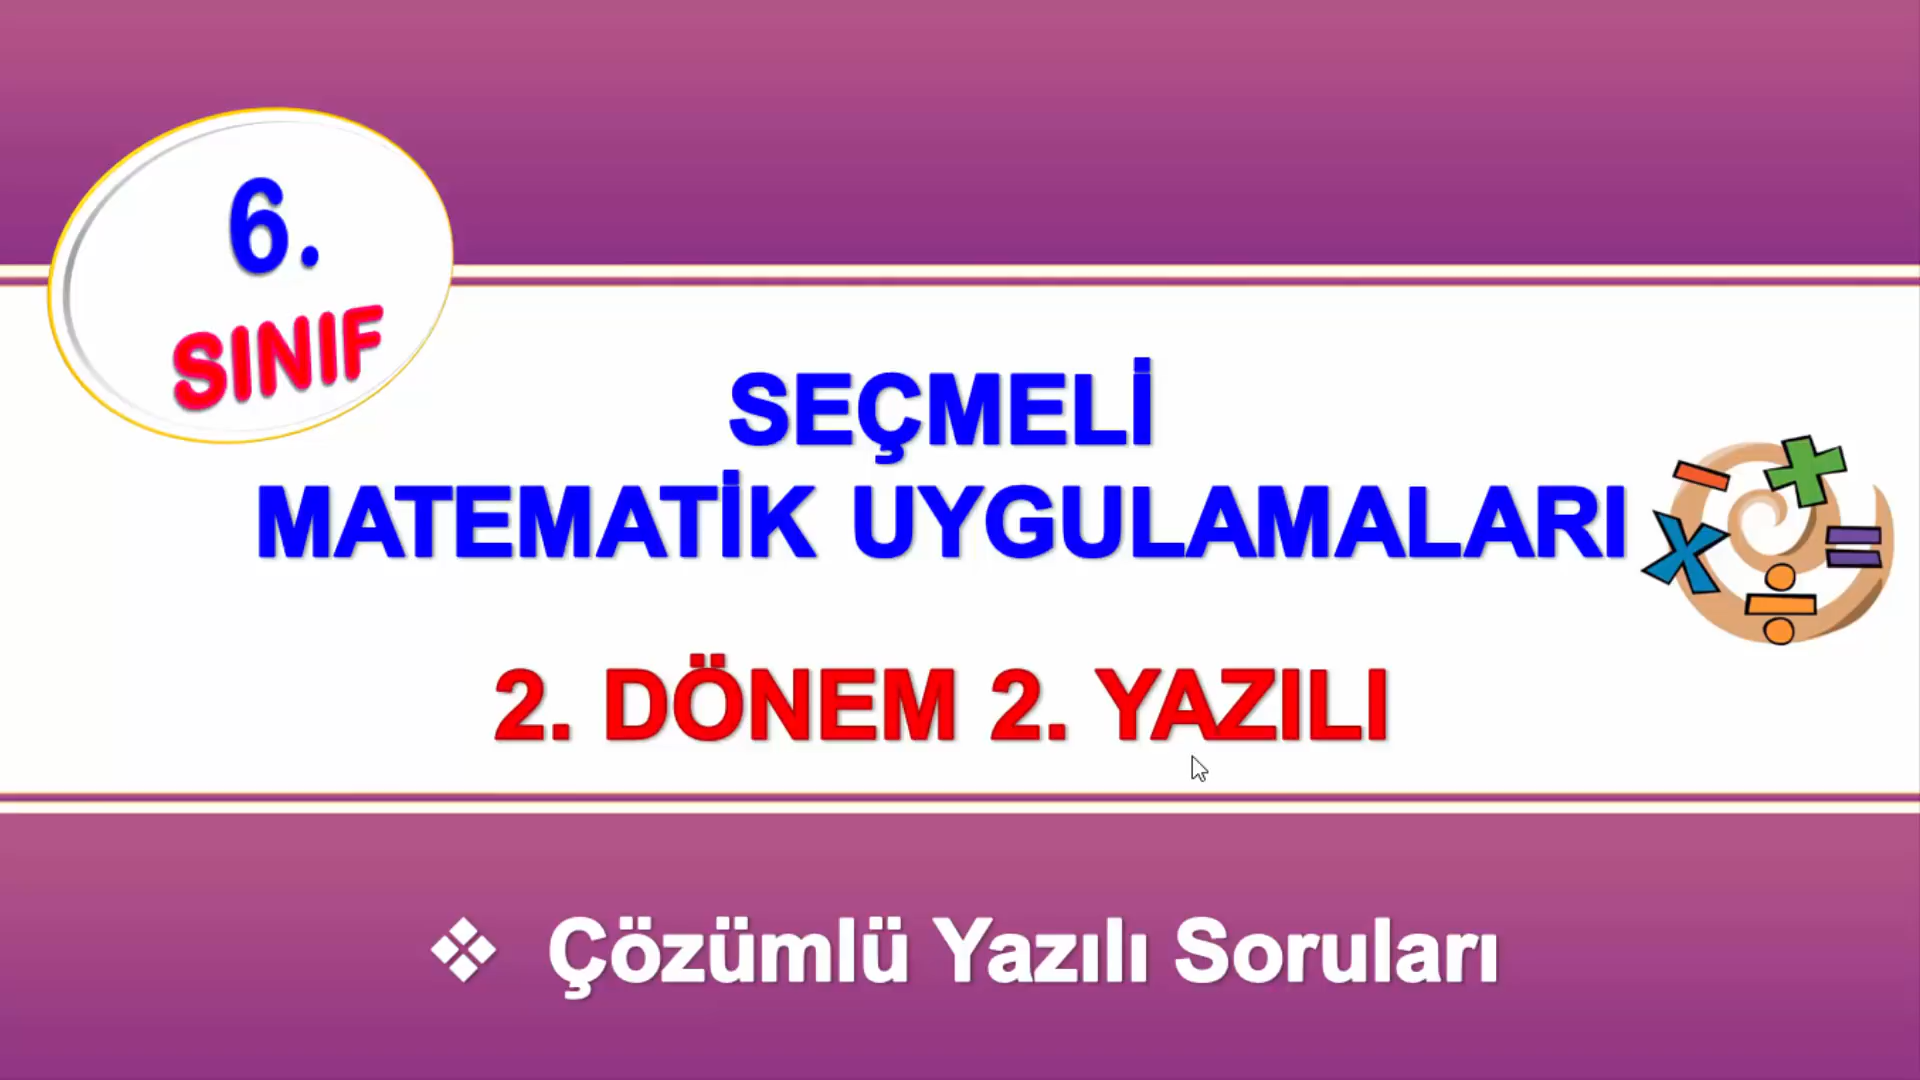 6.
SINIF
SEÇMELİ
MATEMATİK UYGULAMALARI
2. DÖNEM 2. YAZILI
❖ Çözümlü Yazılı Soruları